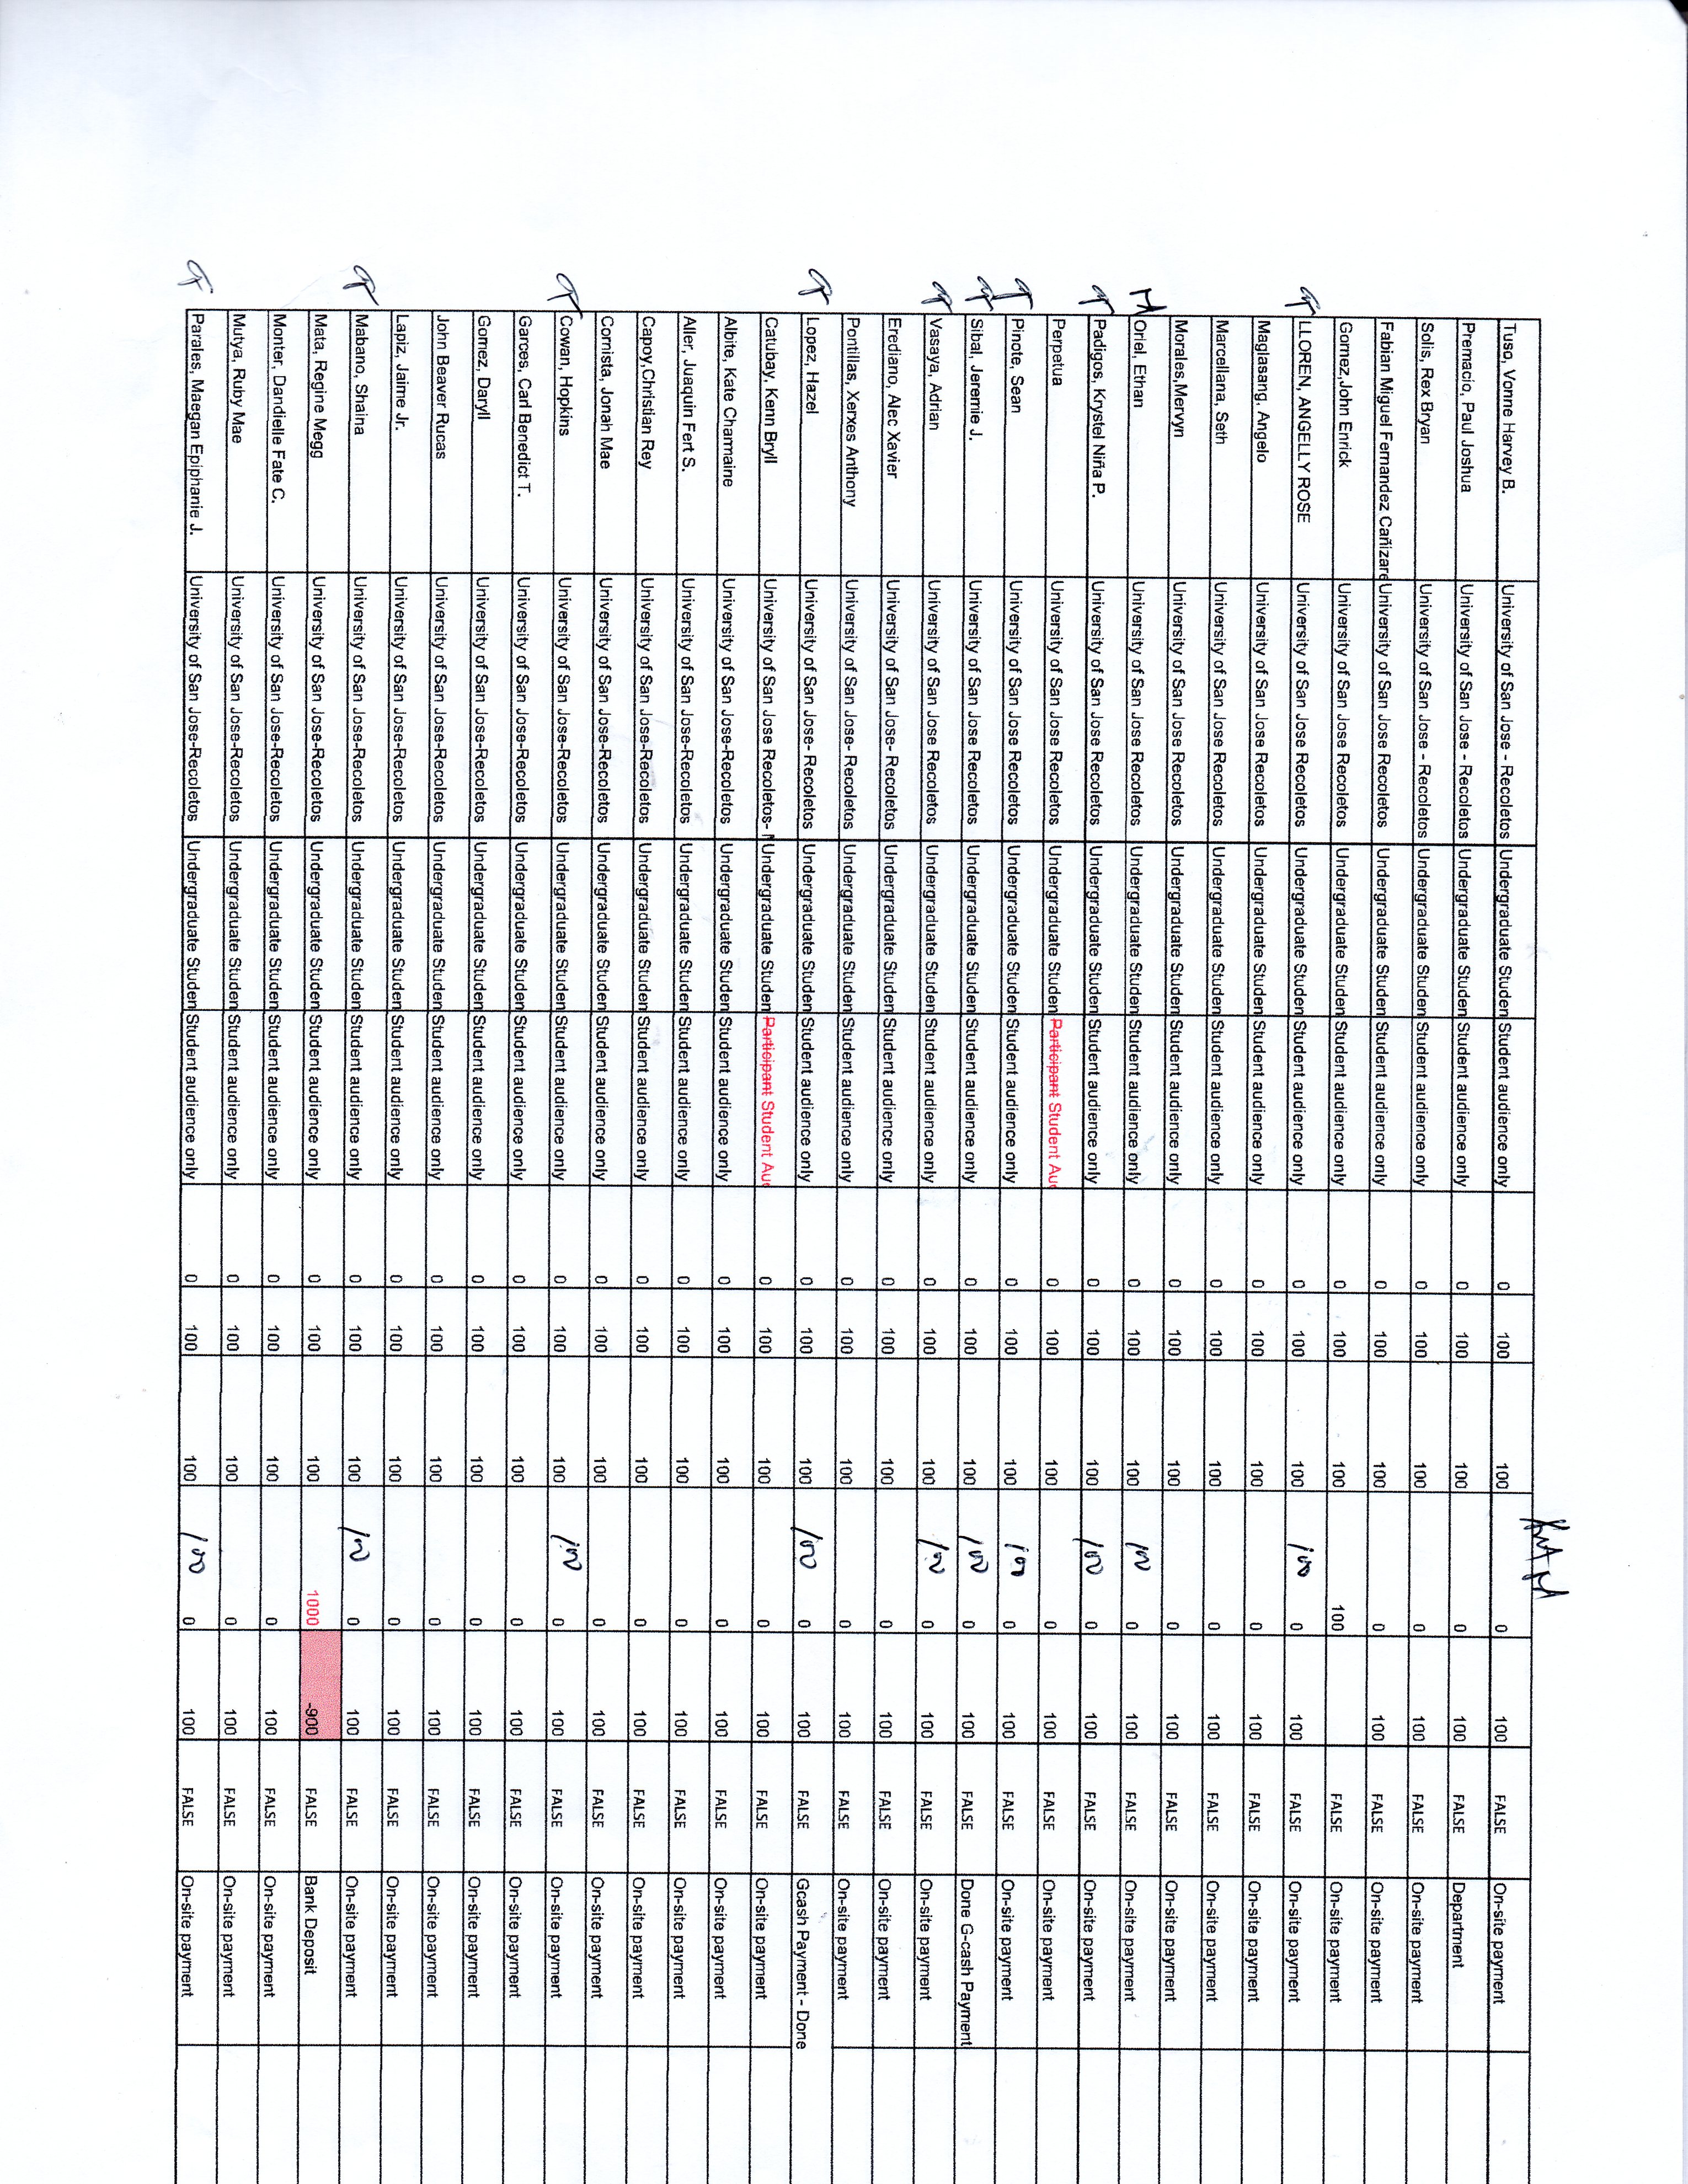 Tuso, Vonne Harvey B. University of San Jose - Recoletos Undergraduate Studen Student audience only 0 100 100 0 100 FALSE On-site payment
Premacio, Paul Joshua University of San Jose - Recoletos Undergraduate Studen Student audience only 0 100 100 0 100 FALSE Department
Solis, Rex Bryan University of San Jose - Recoletos Undergraduate Studen Student audience only 0 100 100 0 100 FALSE On-site payment
Fabian Miguel Fernandez Cañizare University of San Jose Recoletos Undergraduate Studen Student audience only 0 100 100 0 100 FALSE On-site payment
Gomez,John Enrick University of San Jose Recoletos Undergraduate Studen Student audience only 0 100 100 100 FALSE On-site payment
LLOREN, ANGELLY ROSE University of San Jose Recoletos Undergraduate Studen Student audience only 0 100 100 100 0 100 FALSE On-site payment
Maglasang, Angelo University of San Jose Recoletos Undergraduate Studen Student audience only 0 100 100 0 100 FALSE On-site payment
Marcellana, Seth University of San Jose Recoletos Undergraduate Studen Student audience only 0 100 100 0 100 FALSE On-site payment
Morales,Mervyn University of San Jose Recoletos Undergraduate Studen Student audience only 0 100 100 0 100 FALSE On-site payment
Oriel, Ethan University of San Jose Recoletos Undergraduate Studen Student audience only 0 100 100 100 0 100 FALSE On-site payment
Padigos, Krystel Niña P. University of San Jose Recoletos Undergraduate Studen Student audience only 0 100 100 100 0 100 FALSE On-site payment
Perpetua University of San Jose Recoletos Undergraduate Studen Participant Student Au 0 100 100 0 100 FALSE On-site payment
Pinote, Sean University of San Jose Recoletos Undergraduate Studen Student audience only 0 100 100 100 0 100 FALSE On-site payment
Sibal, Jeremie J. University of San Jose Recoletos Undergraduate Studen Student audience only 0 100 100 100 0 100 FALSE Done G-cash Payment
Vasaya, Adrian University of San Jose Recoletos Undergraduate Studen Student audience only 0 100 100 100 0 100 FALSE On-site payment
Erediano, Alec Xavier University of San Jose- Recoletos Undergraduate Studen Student audience only 0 100 100 0 100 FALSE On-site payment
Pontillas, Xerxes Anthony University of San Jose- Recoletos Undergraduate Studen Student audience only 0 100 100 0 100 FALSE On-site payment
Lopez, Hazel University of San Jose- Recoletos Undergraduate Studen Student audience only 0 100 100 100 0 100 FALSE Gcash Payment - Done
Catubay, Kenn Bryll University of San Jose Recoletos- Undergraduate Studen Participant Student Au 0 100 100 0 100 FALSE On-site payment
Albite, Kate Chamaine University of San Jose-Recoletos Undergraduate Studen Student audience only 0 100 100 0 100 FALSE On-site payment
Aller, Juaquin Fert S. University of San Jose-Recoletos Undergraduate Studen Student audience only 0 100 100 0 100 FALSE On-site payment
Capoy,Christian Rey University of San Jose-Recoletos Undergraduate Studen Student audience only 0 100 100 0 100 FALSE On-site payment
Cornista, Jonah Mae University of San Jose-Recoletos Undergraduate Studen Student audience only 0 100 100 0 100 FALSE On-site payment
Cowan, Hopkins University of San Jose-Recoletos Undergraduate Studen Student audience only 0 100 100 100 0 100 FALSE On-site payment
Garces, Carl Benedict T. University of San Jose-Recoletos Undergraduate Studen Student audience only 0 100 100 0 100 FALSE On-site payment
Gomez, Daryll University of San Jose-Recoletos Undergraduate Studen Student audience only 0 100 100 0 100 FALSE On-site payment
John Beaver Rucas University of San Jose-Recoletos Undergraduate Studen Student audience only 0 100 100 0 100 FALSE On-site payment
Lapiz, Jaime Jr. University of San Jose-Recoletos Undergraduate Studen Student audience only 0 100 100 0 100 FALSE On-site payment
Mabano, Shaina University of San Jose-Recoletos Undergraduate Studen Student audience only 0 100 100 100 0 100 FALSE On-site payment
Mata, Regine Megg University of San Jose-Recoletos Undergraduate Studen Student audience only 0 100 100 1000 -900 FALSE Bank Deposit
Monter, Dandielle Fate C. University of San Jose-Recoletos Undergraduate Studen Student audience only 0 100 100 0 100 FALSE On-site payment
Mutya, Ruby Mae University of San Jose-Recoletos Undergraduate Studen Student audience only 0 100 100 0 100 FALSE On-site payment
Parales, Maegan Epiphanie J. University of San Jose-Recoletos Undergraduate Studen Student audience only 0 100 100 100 0 100 FALSE On-site payment